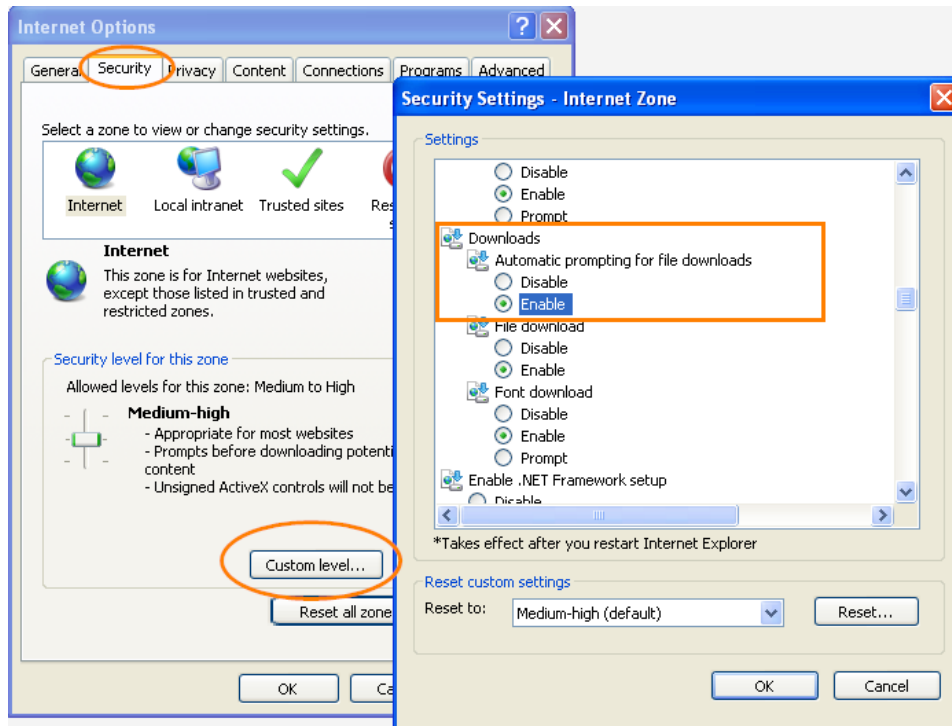 Internet Options
General Security Privacy Content Connections Programs Advanced
Select a zone to view or change security settings.
Internet Local intranet Trusted sites
Internet
This zone is for Internet websites,
except those listed in trusted and
restricted zones.
Security level for this zone
Allowed levels for this zone: Medium to High
Medium-high
- Appropriate for most websites
- Prompts before downloading
content
- Unsigned ActiveX controls will not be
Custom level...
Reset all zone
OK
Security Settings - Internet Zone
Settings
Disable
Enable
Prompt
Downloads
Automatic prompting for file downloads
Disable
Enable
File download
Disable
Enable
Font download
Disable
Enable
Prompt
Enable .NET Framework setup
Disable
*Takes effect after you restart Internet Explorer
Reset custom settings
Reset to: Medium-high (default) Reset...
OK Cancel